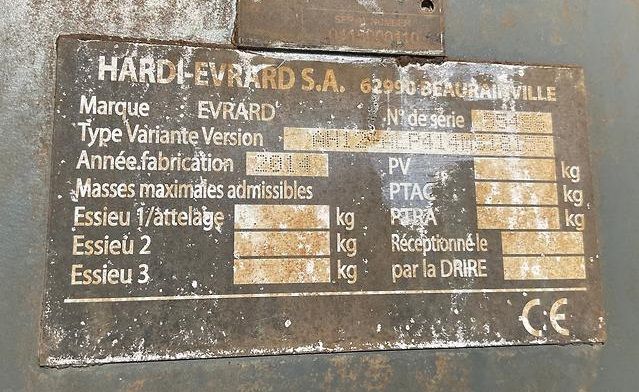 SERIAL NUMBER
HARDI-EVRARD S.A. 62990 BEAURAINVILLE
Marque EVRARD N° de série
Type Variante Version
Année fabrication 2014 PV kg
Masses maximales admissibles PTAC kg
Essieu 1/attelage kg PTRA kg
Essieu 2 kg Réceptionné le
Essieu 3 kg par la DRIRE
CE